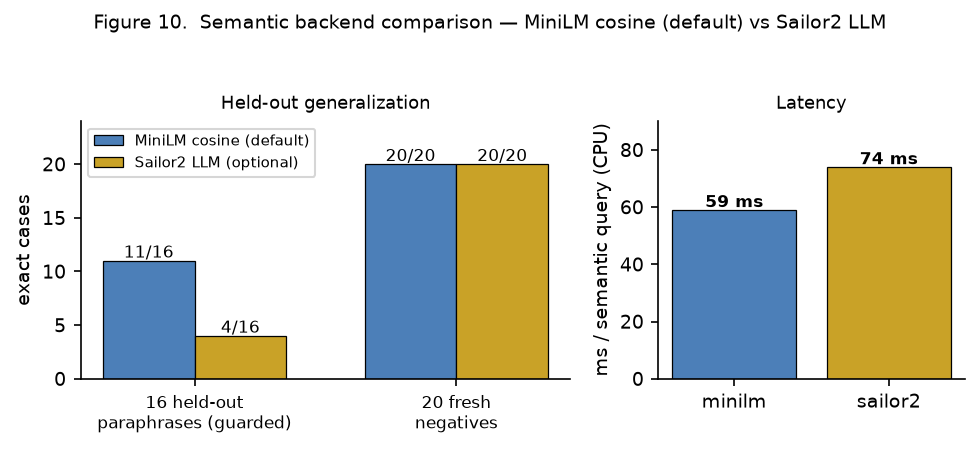 Figure 10.  Semantic backend comparison — MiniLM cosine (default) vs Sailor2 LLM
Held-out generalization
MiniLM cosine (default)
Sailor2 LLM (optional)
exact cases
20
15
10
5
0
11/16
4/16
20/20
20/20
16 held-out
paraphrases (guarded)
20 fresh
negatives
Latency
ms / semantic query (CPU)
80
60
40
20
0
59 ms
74 ms
minilm
sailor2